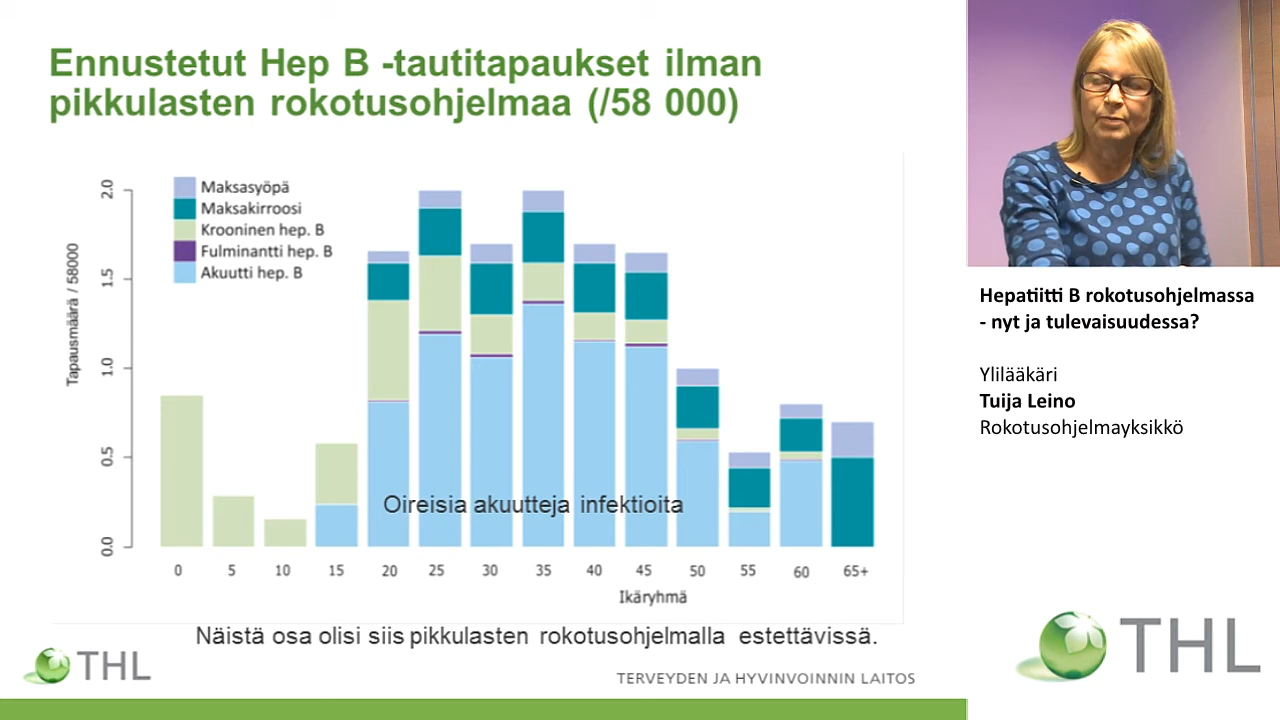 Ennustetut Hep B -tautitapaukset ilman
pikkulasten rokotusohjelmaa (/58 000)
Tapausmäärä / 58000
2.0
1.5
1.0
0.5
0.0
Maksasyöpä
Maksakirroosi
Krooninen hep. B
Fulminantti hep. B
Akuutti hep. B
Oireisia akuutteja infektioita
0 5 10 15 20 25 30 35 40 45 50 55 60 65+
Ikäryhmä
Näistä osa olisi siis pikkulasten rokotusohjelmalla estettävissä.
THL
TERVEYDEN JA HYVINVOINNIN LAITOS
Hepatiitti B rokotusohjelmassa
- nyt ja tulevaisuudessa?
Ylilääkäri
Tuija Leino
Rokotusohjelmayksikkö
THL